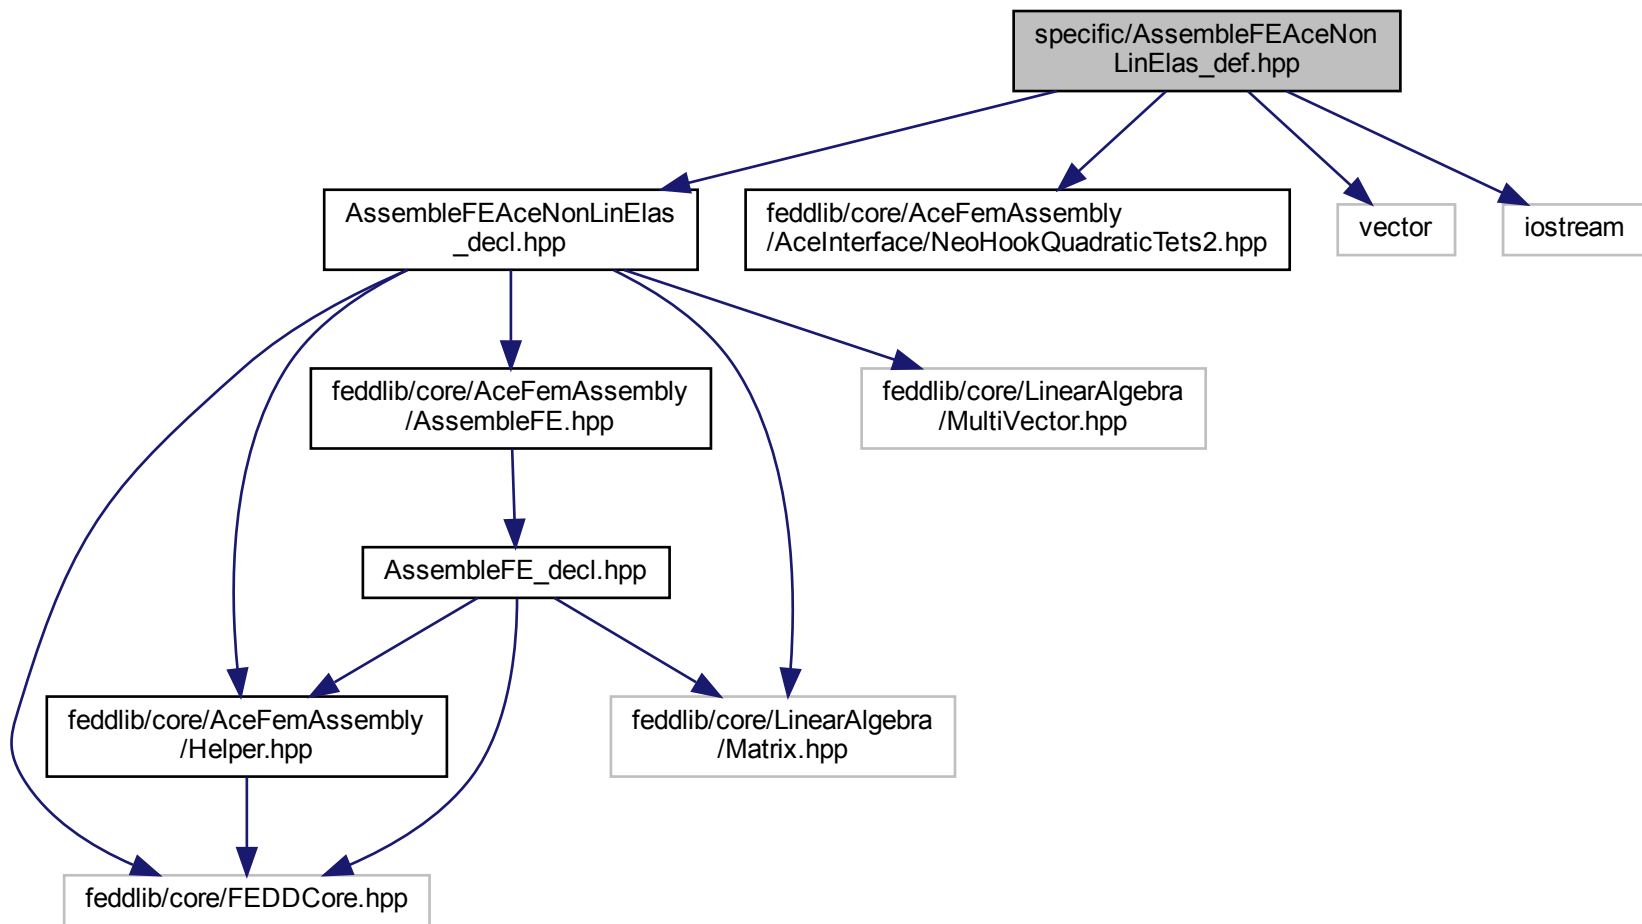 specific/AssembleFEAceNon
LinElas_def.hpp
AssembleFEAceNonLinElas
_decl.hpp
feddlib/core/AceFemAssembly
/AceInterface/NeoHookQuadraticTets2.hpp
vector
iostream
feddlib/core/AceFemAssembly
/AssembleFE.hpp
feddlib/core/LinearAlgebra
/MultiVector.hpp
AssembleFE_decl.hpp
feddlib/core/AceFemAssembly
/Helper.hpp
feddlib/core/LinearAlgebra
/Matrix.hpp
feddlib/core/FEDDCore.hpp